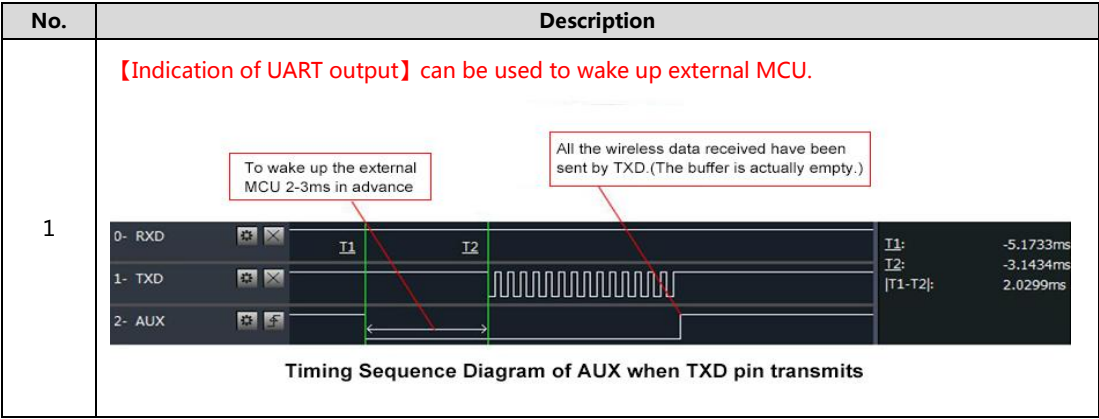 No. Description
【Indication of UART output】can be used to wake up external MCU.
All the wireless data received have been
sent by TXD.(The buffer is actually empty.)
To wake up the external
MCU 2-3ms in advance
1
0- RXD
T1 T2
T1: -5.1733ms
T2: -3.1434ms
1- TXD
|T1-T2|: 2.0299ms
2- AUX
Timing Sequence Diagram of AUX when TXD pin transmits